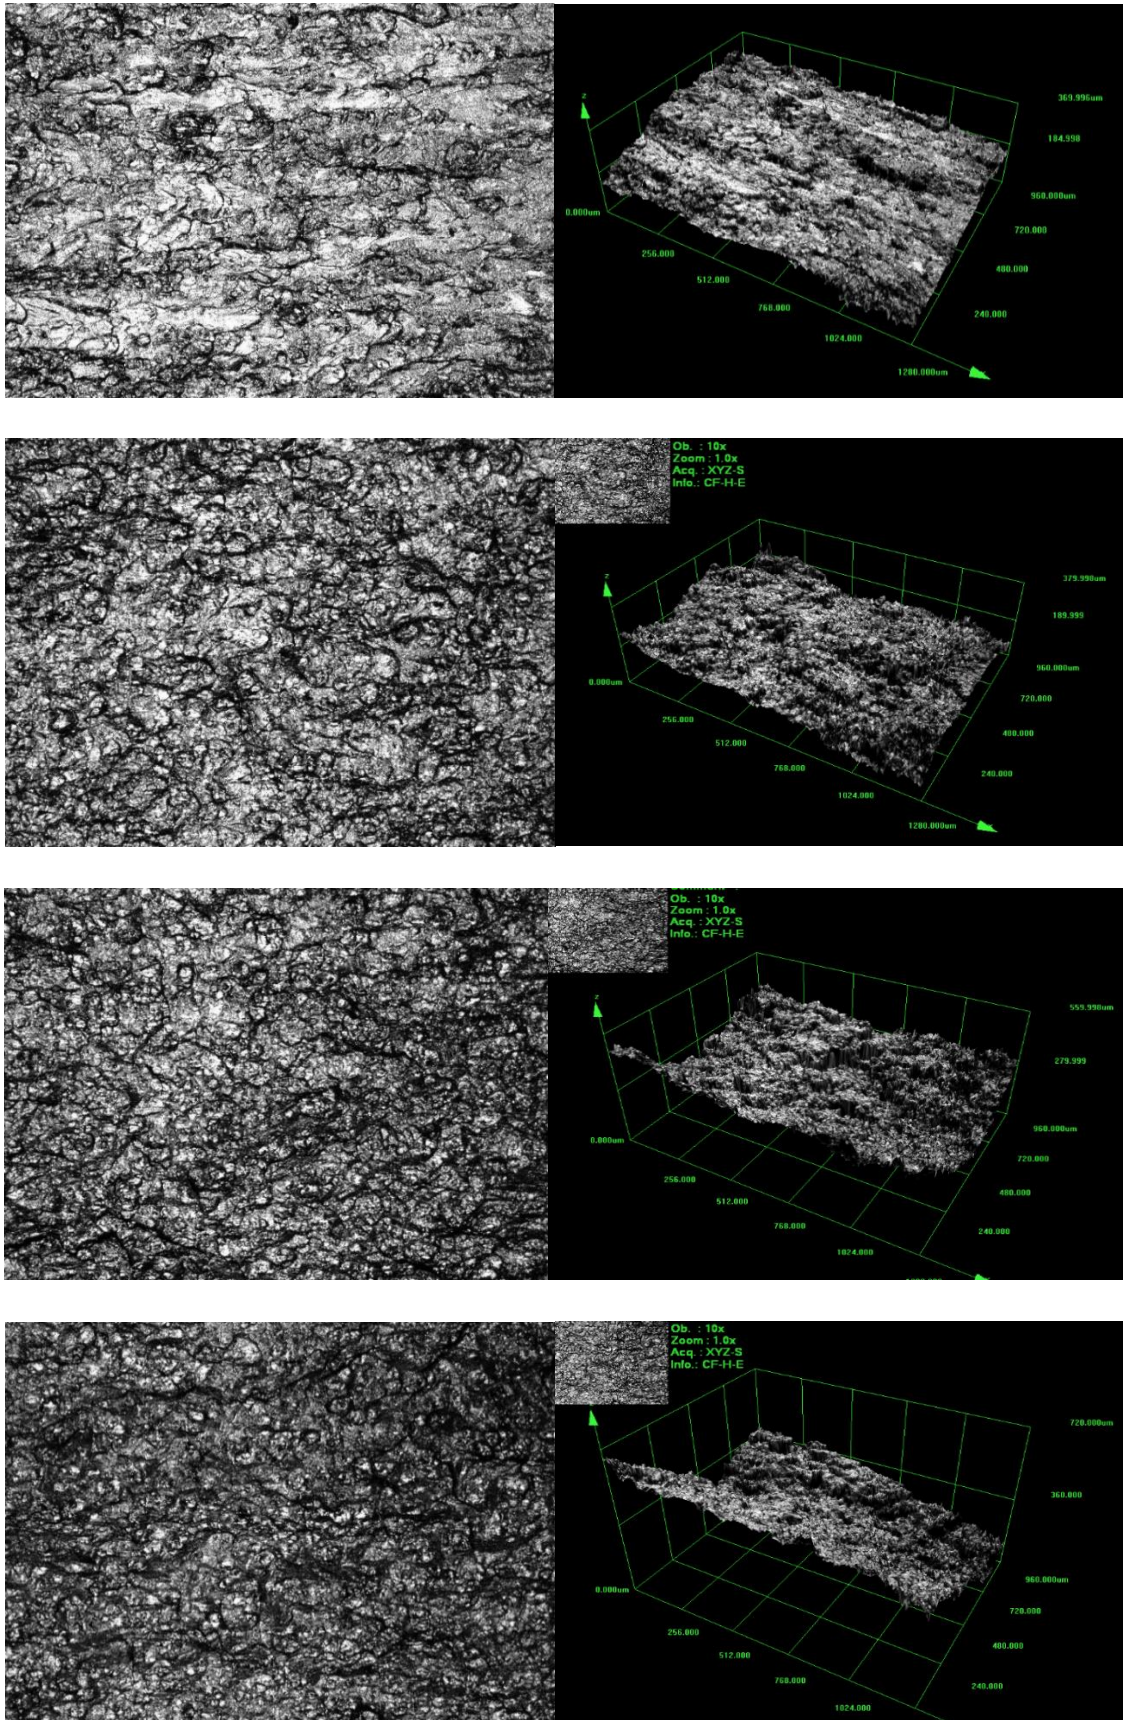 z
369.996um
184.998
960.000um
720.000
480.000
240.000
0.000um
256.000
512.000
768.000
1024.000
1280.000um
Ob. : 10x
Zoom : 1.0x
Acq. : XYZ-S
Info.: CF-H-E
z
379.998um
189.999
960.000um
720.000
480.000
240.000
0.000um
256.000
512.000
768.000
1024.000
1280.000um
Ob. : 10x
Zoom : 1.0x
Acq. : XYZ-S
Info.: CF-H-E
z
559.998um
279.999
960.000um
720.000
480.000
240.000
0.000um
256.000
512.000
768.000
1024.000
Ob. : 10x
Zoom : 1.0x
Acq. : XYZ-S
Info.: CF-H-E
720.000um
360.000
960.000um
720.000
480.000
240.000
0.000um
256.000
512.000
768.000
1024.000